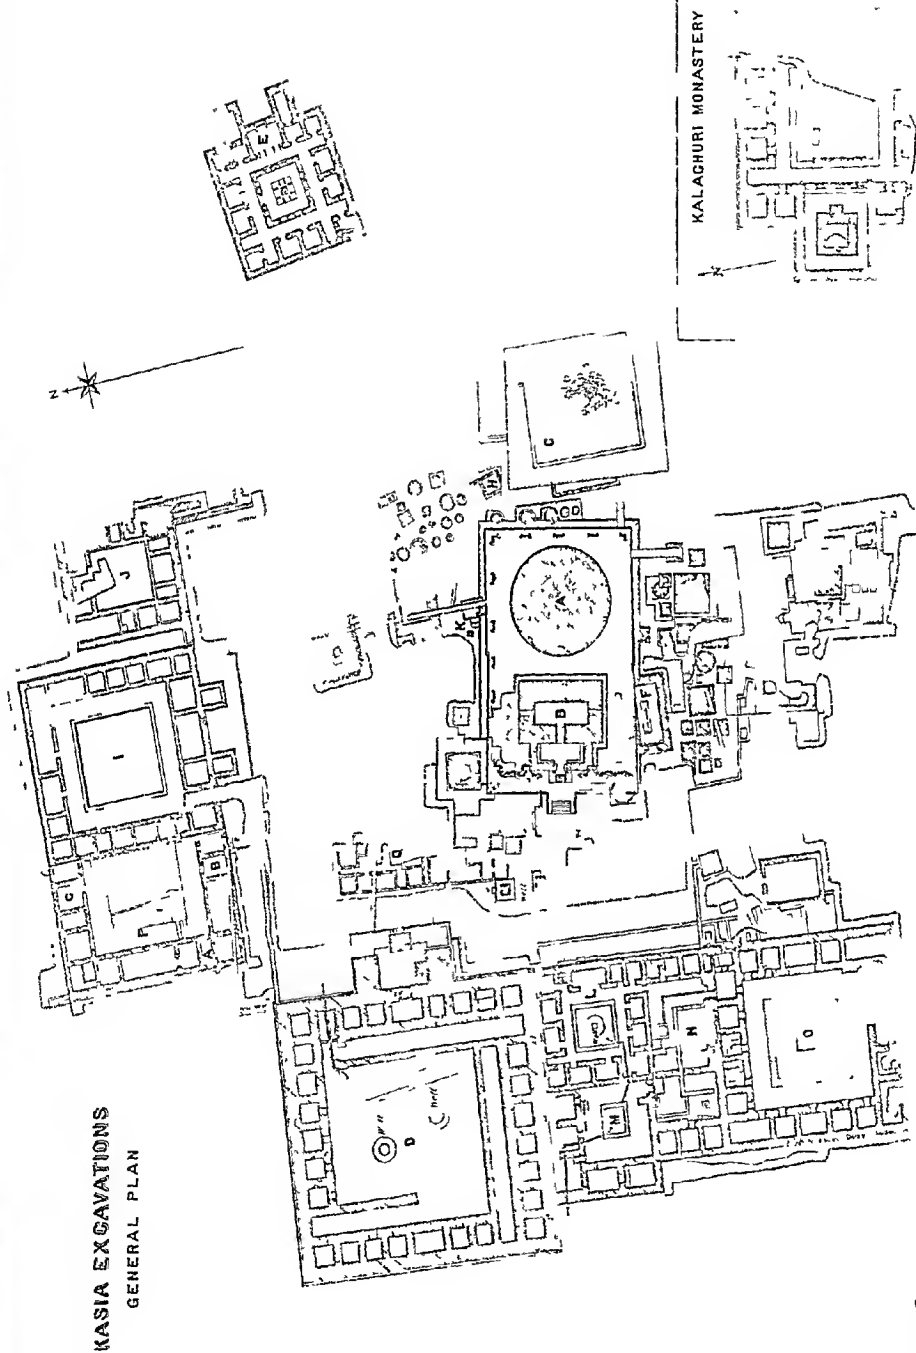 KASIA EXCAVATIONS
GENERAL PLAN
N
E
J
I
C
P
B
A
H
C
K
A
B
F
Q
D
L
M
N
O
KALACHURI MONASTERY
N